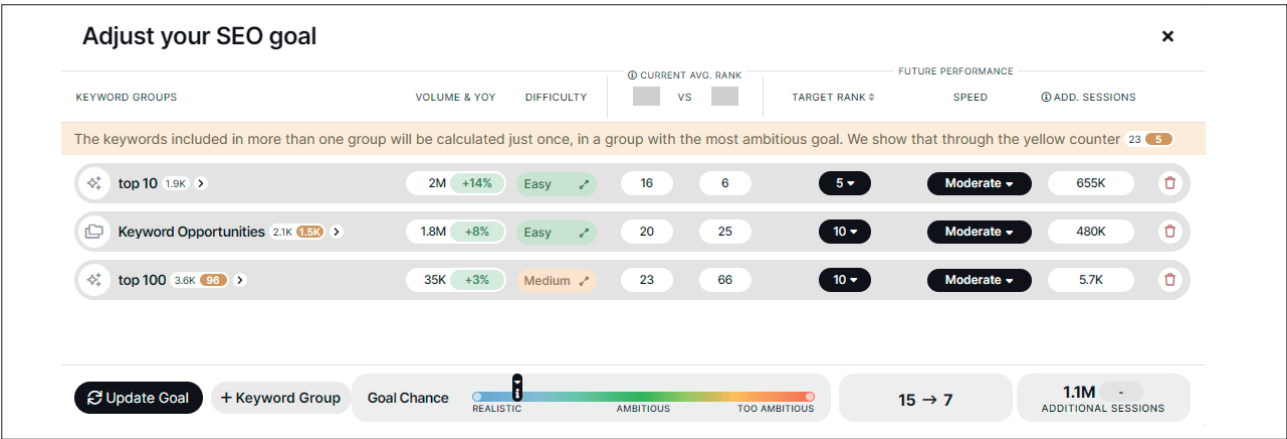 Adjust your SEO goal
CURRENT AVG. RANK
FUTURE PERFORMANCE
KEYWORD GROUPS VOLUME & YOY DIFFICULTY VS TARGET RANK SPEED ADD. SESSIONS
The keywords included in more than one group will be calculated just once, in a group with the most ambitious goal. We show that through the yellow counter 23 5
top 10 1.9K 2M +14% Easy 16 6 5 Moderate 655K
Keyword Opportunities 2.1K 1.5K 1.8M +8% Easy 20 25 10 Moderate 480K
top 100 3.6K 96 35K +3% Medium 23 66 10 Moderate 5.7K
Update Goal + Keyword Group Goal Chance 15 → 7 1.1M -
REALISTIC AMBITIOUS TOO AMBITIOUS ADDITIONAL SESSIONS